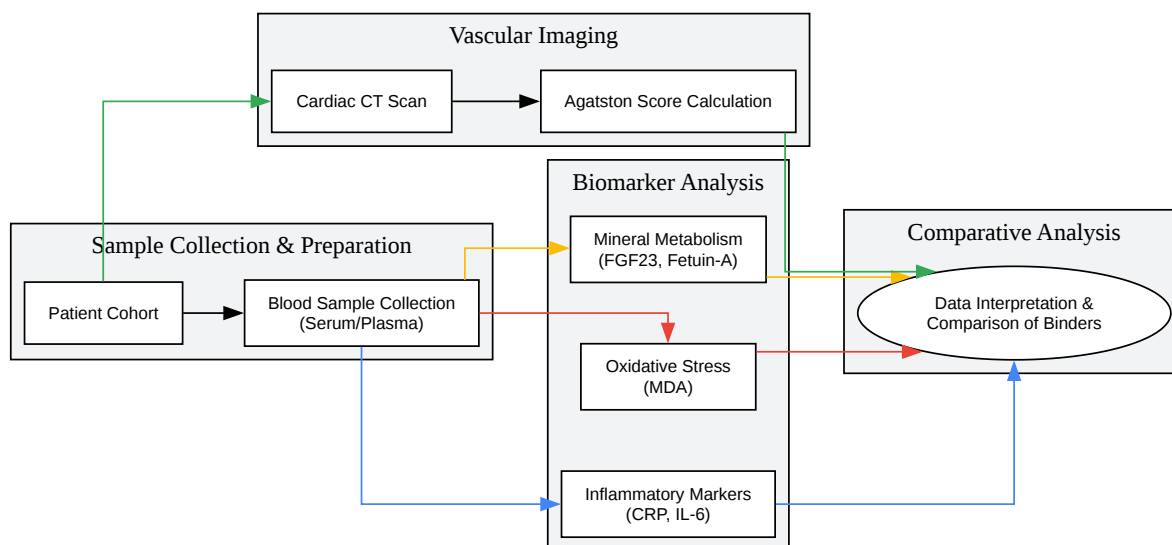 Vascular Imaging
Cardiac CT Scan
Agatston Score Calculation
Biomarker Analysis
Mineral Metabolism
(FGF23, Fetuin-A)
Oxidative Stress
(MDA)
Inflammatory Markers
(CRP, IL-6)
Sample Collection & Preparation
Patient Cohort
Blood Sample Collection
(Serum/Plasma)
Comparative Analysis
Data Interpretation &
Comparison of Binders